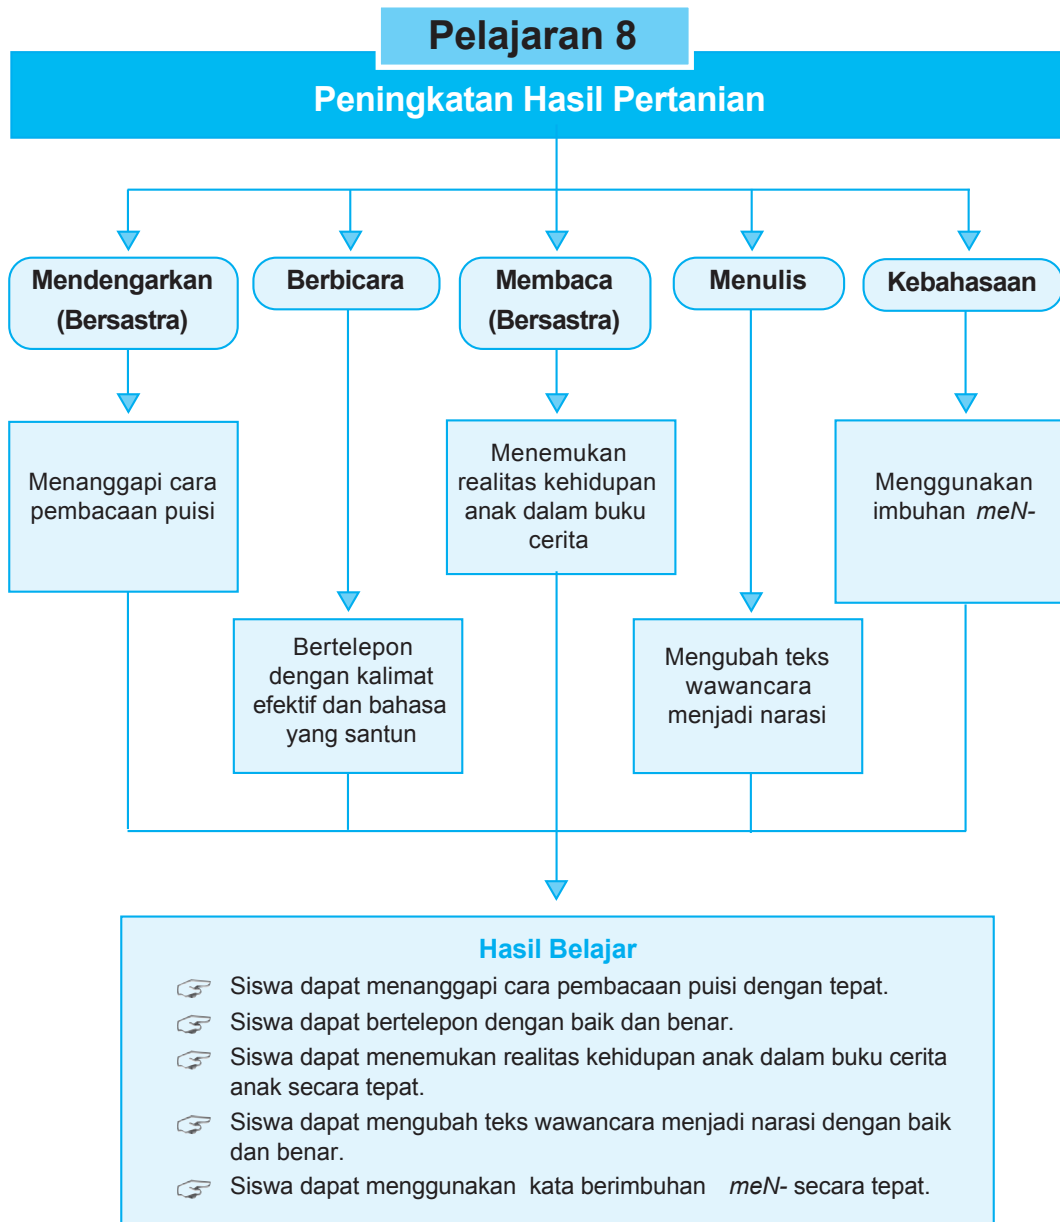 Pelajaran 8
Peningkatan Hasil Pertanian
Mendengarkan
(Bersastra)
Berbicara
Membaca
(Bersastra)
Menulis
Kebahasaan
Menanggapi cara
pembacaan puisi
Menemukan
realitas kehidupan
anak dalam buku
cerita
Menggunakan
imbuhan meN-
Bertelepon
dengan kalimat
efektif dan bahasa
yang santun
Mengubah teks
wawancara
menjadi narasi
Hasil Belajar
Siswa dapat menanggapi cara pembacaan puisi dengan tepat.
Siswa dapat bertelepon dengan baik dan benar.
Siswa dapat menemukan realitas kehidupan anak dalam buku cerita
anak secara tepat.
Siswa dapat mengubah teks wawancara menjadi narasi dengan baik
dan benar.
Siswa dapat menggunakan kata berimbuhan meN- secara tepat.